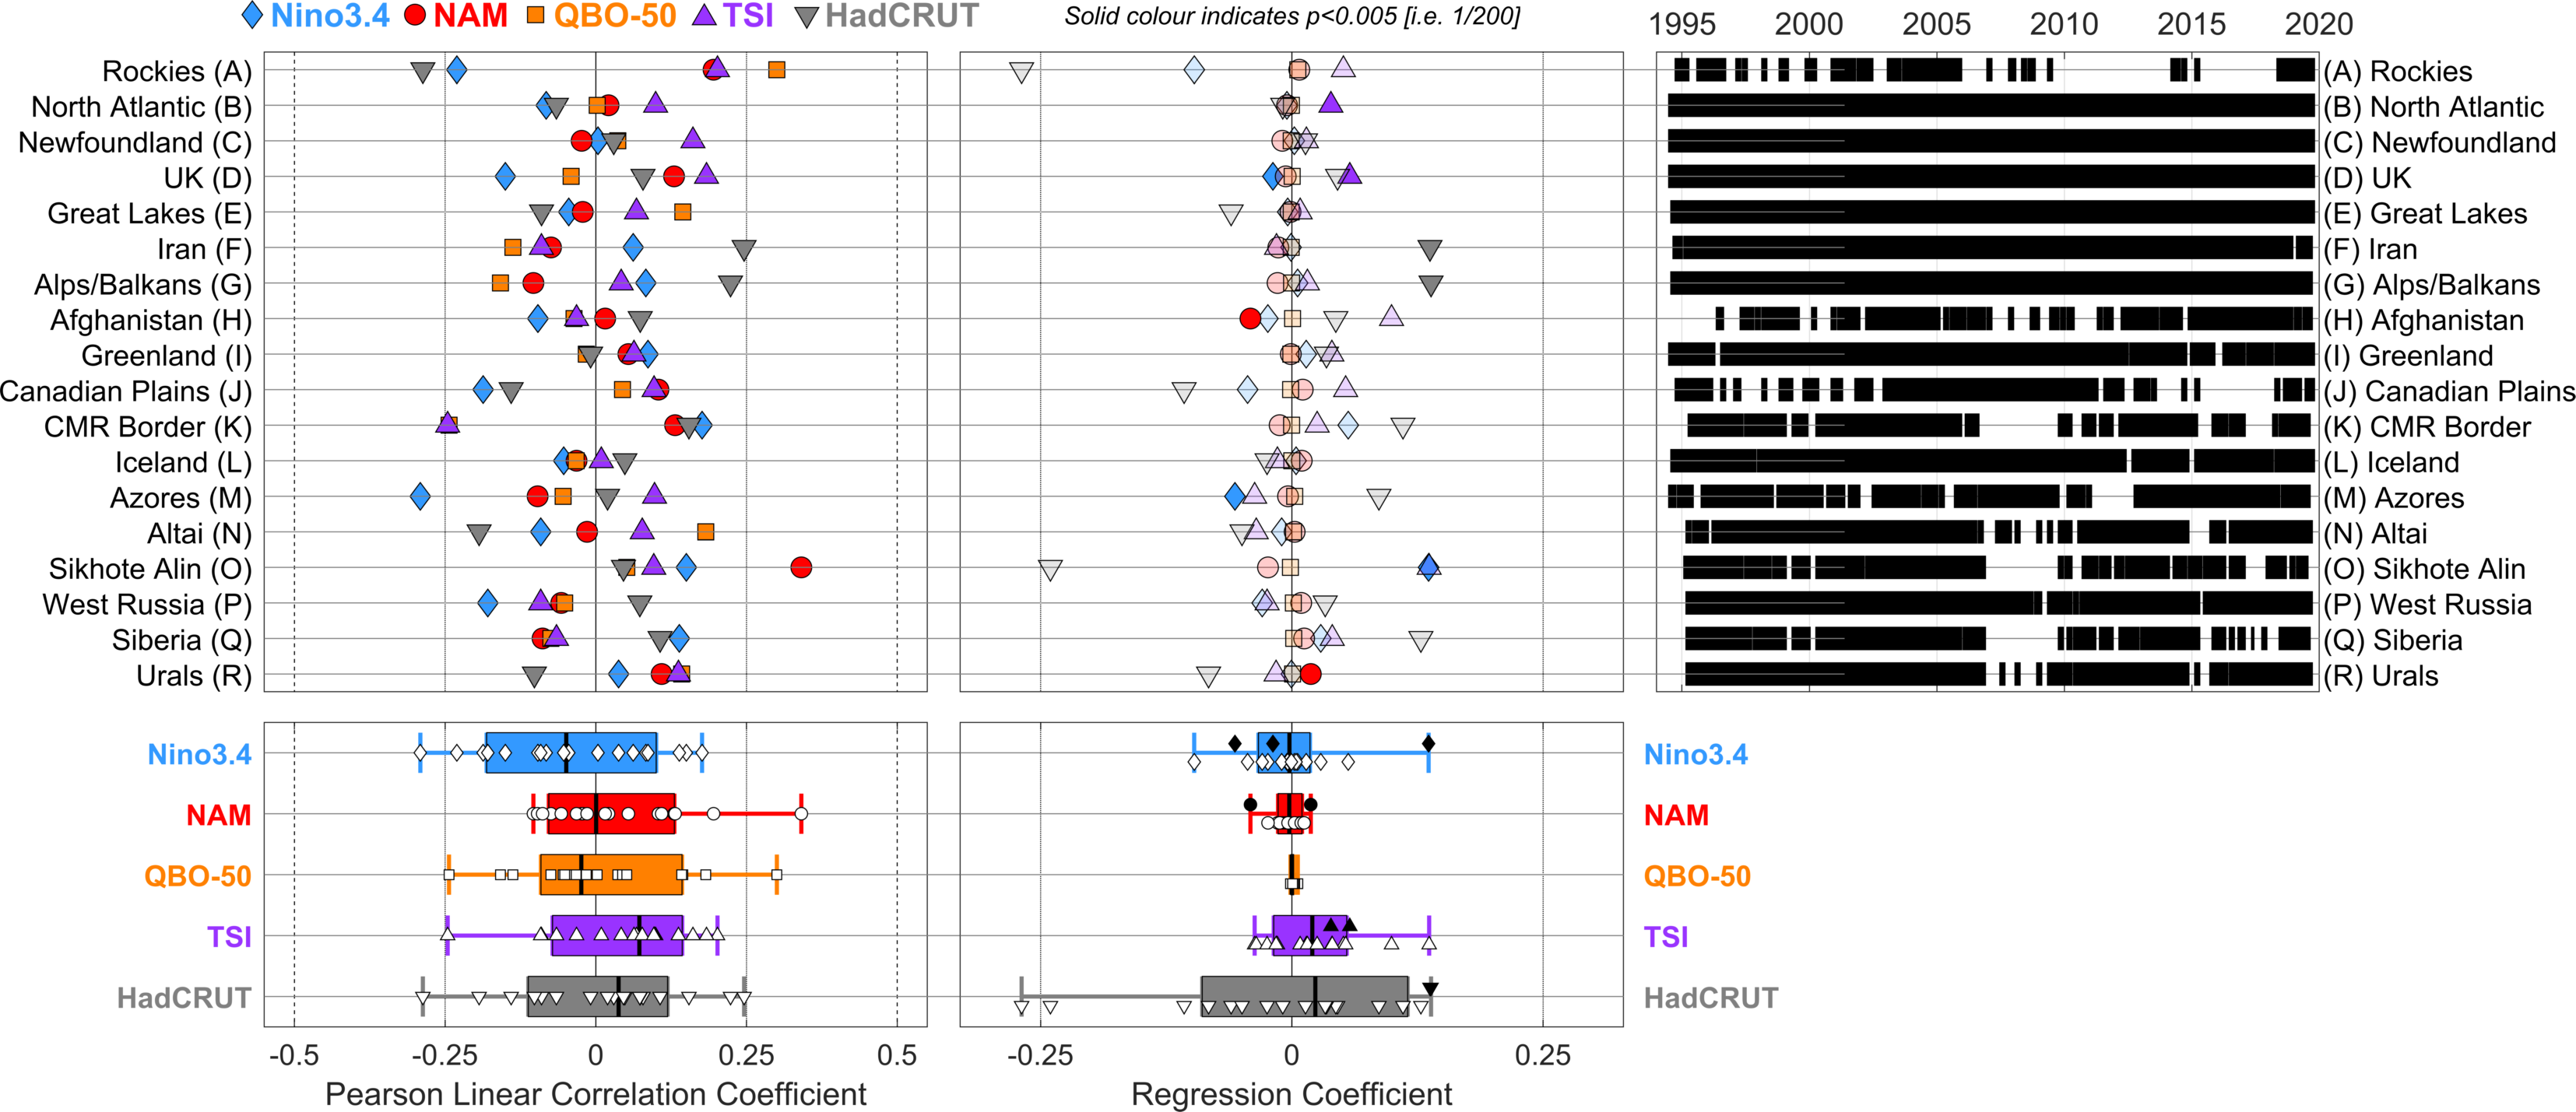 Nino3.4 NAM QBO-50 TSI HadCRUT
Solid colour indicates p<0.005 [i.e. 1/200]
1995 2000 2005 2010 2015 2020
Rockies (A)
North Atlantic (B)
Newfoundland (C)
UK (D)
Great Lakes (E)
Iran (F)
Alps/Balkans (G)
Afghanistan (H)
Greenland (I)
Canadian Plains (J)
CMR Border (K)
Iceland (L)
Azores (M)
Altai (N)
Sikhote Alin (O)
West Russia (P)
Siberia (Q)
Urals (R)
(A) Rockies
(B) North Atlantic
(C) Newfoundland
(D) UK
(E) Great Lakes
(F) Iran
(G) Alps/Balkans
(H) Afghanistan
(I) Greenland
(J) Canadian Plains
(K) CMR Border
(L) Iceland
(M) Azores
(N) Altai
(O) Sikhote Alin
(P) West Russia
(Q) Siberia
(R) Urals
Nino3.4
NAM
QBO-50
TSI
HadCRUT
Nino3.4
NAM
QBO-50
TSI
HadCRUT
-0.5 -0.25 0 0.25 0.5
Pearson Linear Correlation Coefficient
-0.25 0 0.25
Regression Coefficient